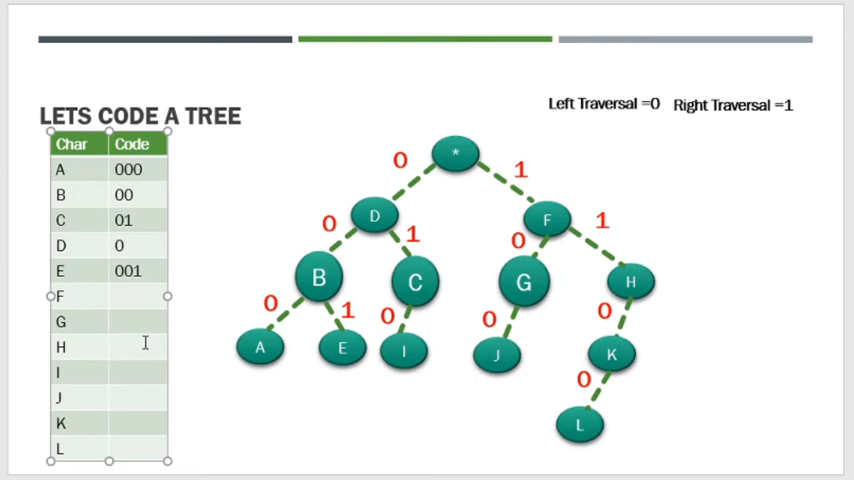 Left Traversal =0 Right Traversal =1
LETS CODE A TREE
Char Code
A 000
B 00
C 01
D 0
E 001
F
G
H
I
J
K
L
*
0 1
D F
0 1 0 1
B C G H
0 1 0 0 0
A E I J K
0
L